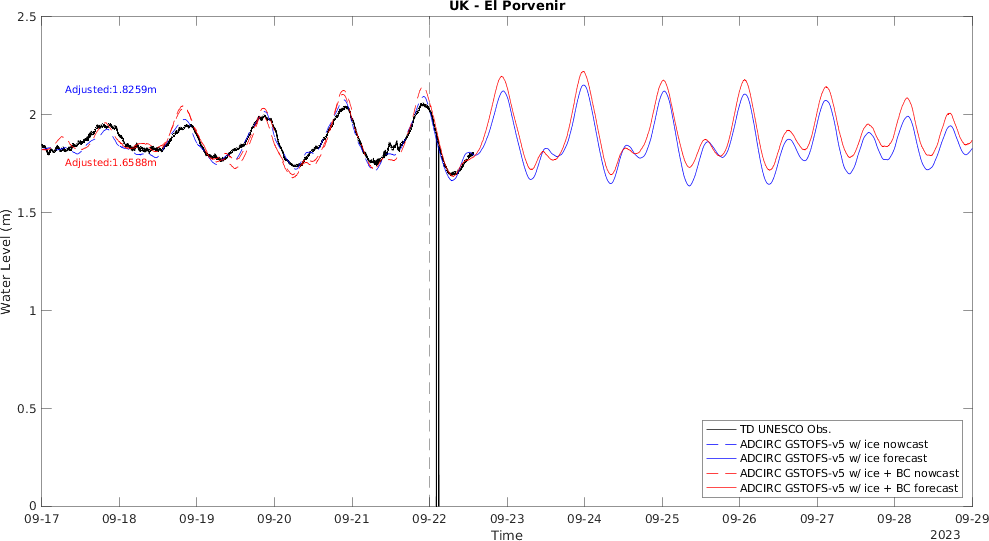 UK - El Porvenir
2.5
2
1.5
1
0.5
0
Water Level (m)
Adjusted:1.8259m
Adjusted:1.6588m
TD UNESCO Obs.
ADCIRC GSTOFS-v5 w/ ice nowcast
ADCIRC GSTOFS-v5 w/ ice forecast
ADCIRC GSTOFS-v5 w/ ice + BC nowcast
ADCIRC GSTOFS-v5 w/ ice + BC forecast
09-17 09-18 09-19 09-20 09-21 09-22 09-23 09-24 09-25 09-26 09-27 09-28 09-29
Time
2023